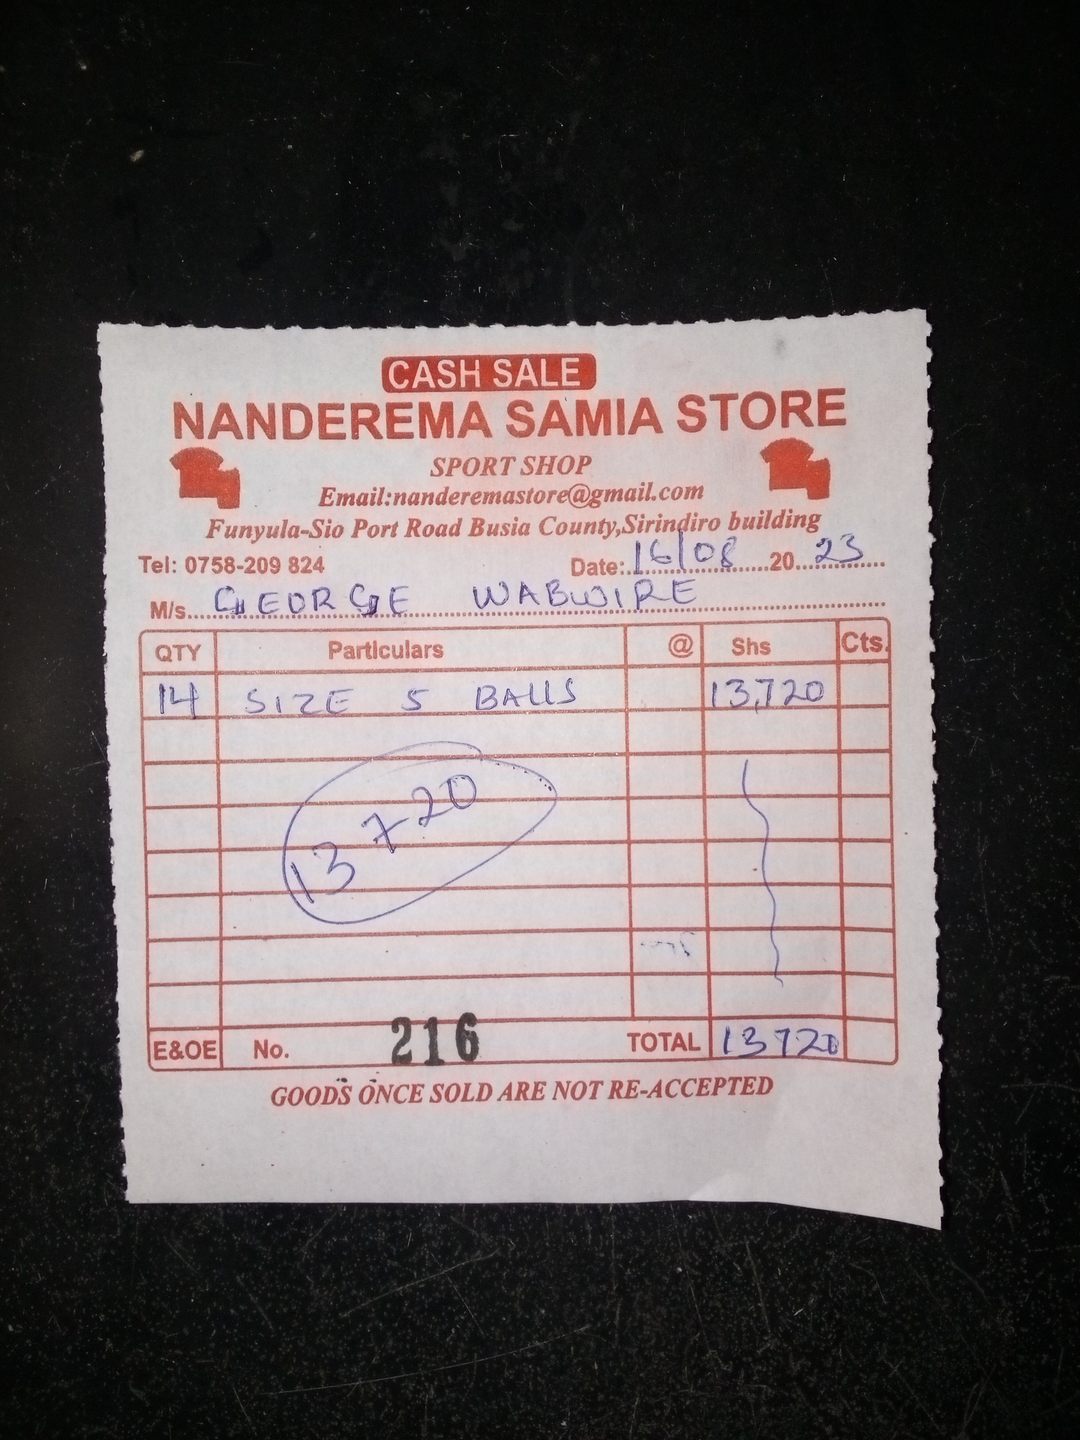 CASH SALE
NANDEREMA SAMIA STORE
SPORT SHOP
Email:nanderemastore@gmail.com
Funyula-Sio Port Road Busia County,Sirindiro building
Tel: 0758-209 824 Date:16/08 20 23
M/s. GEORGE WABWIRE
QTY Particulars @ Shs Cts.
14 SIZE 5 BALLS 13,720
13720
E&OE No. 216 TOTAL 13720
GOODS ONCE SOLD ARE NOT RE-ACCEPTED